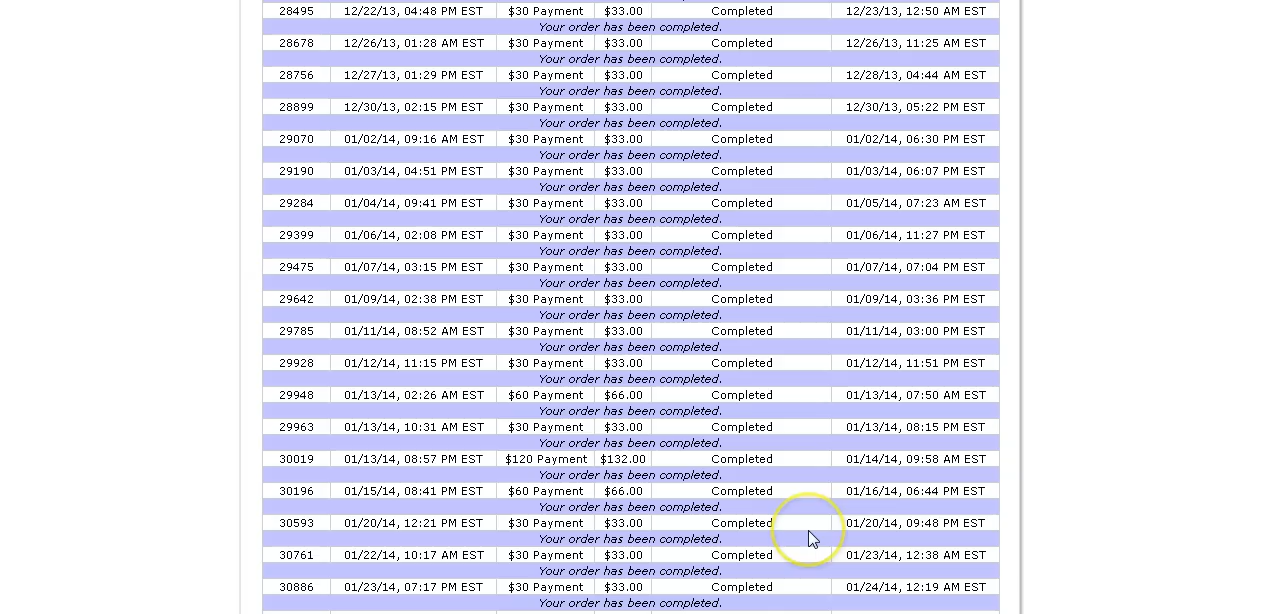 28495 12/22/13, 04:48 PM EST $30 Payment $33.00 Completed 12/23/13, 12:50 AM EST
Your order has been completed.
28678 12/26/13, 01:28 AM EST $30 Payment $33.00 Completed 12/26/13, 11:25 AM EST
Your order has been completed.
28756 12/27/13, 01:29 PM EST $30 Payment $33.00 Completed 12/28/13, 04:44 AM EST
Your order has been completed.
28899 12/30/13, 02:15 PM EST $30 Payment $33.00 Completed 12/30/13, 05:22 PM EST
Your order has been completed.
29070 01/02/14, 09:16 AM EST $30 Payment $33.00 Completed 01/02/14, 06:30 PM EST
Your order has been completed.
29190 01/03/14, 04:51 PM EST $30 Payment $33.00 Completed 01/03/14, 06:07 PM EST
Your order has been completed.
29284 01/04/14, 09:41 PM EST $30 Payment $33.00 Completed 01/05/14, 07:23 AM EST
Your order has been completed.
29399 01/06/14, 02:08 PM EST $30 Payment $33.00 Completed 01/06/14, 11:27 PM EST
Your order has been completed.
29475 01/07/14, 03:15 PM EST $30 Payment $33.00 Completed 01/07/14, 07:04 PM EST
Your order has been completed.
29642 01/09/14, 02:38 PM EST $30 Payment $33.00 Completed 01/09/14, 03:36 PM EST
Your order has been completed.
29785 01/11/14, 08:52 AM EST $30 Payment $33.00 Completed 01/11/14, 03:00 PM EST
Your order has been completed.
29928 01/12/14, 11:15 PM EST $30 Payment $33.00 Completed 01/12/14, 11:51 PM EST
Your order has been completed.
29948 01/13/14, 02:26 AM EST $60 Payment $66.00 Completed 01/13/14, 07:50 AM EST
Your order has been completed.
29963 01/13/14, 10:31 AM EST $30 Payment $33.00 Completed 01/13/14, 08:15 PM EST
Your order has been completed.
30019 01/13/14, 08:57 PM EST $120 Payment $132.00 Completed 01/14/14, 09:58 AM EST
Your order has been completed.
30196 01/15/14, 08:41 PM EST $60 Payment $66.00 Completed 01/16/14, 06:44 PM EST
Your order has been completed.
30593 01/20/14, 12:21 PM EST $30 Payment $33.00 Completed 01/20/14, 09:48 PM EST
Your order has been completed.
30761 01/22/14, 10:17 AM EST $30 Payment $33.00 Completed 01/23/14, 12:38 AM EST
Your order has been completed.
30886 01/23/14, 07:17 PM EST $30 Payment $33.00 Completed 01/24/14, 12:19 AM EST
Your order has been completed.